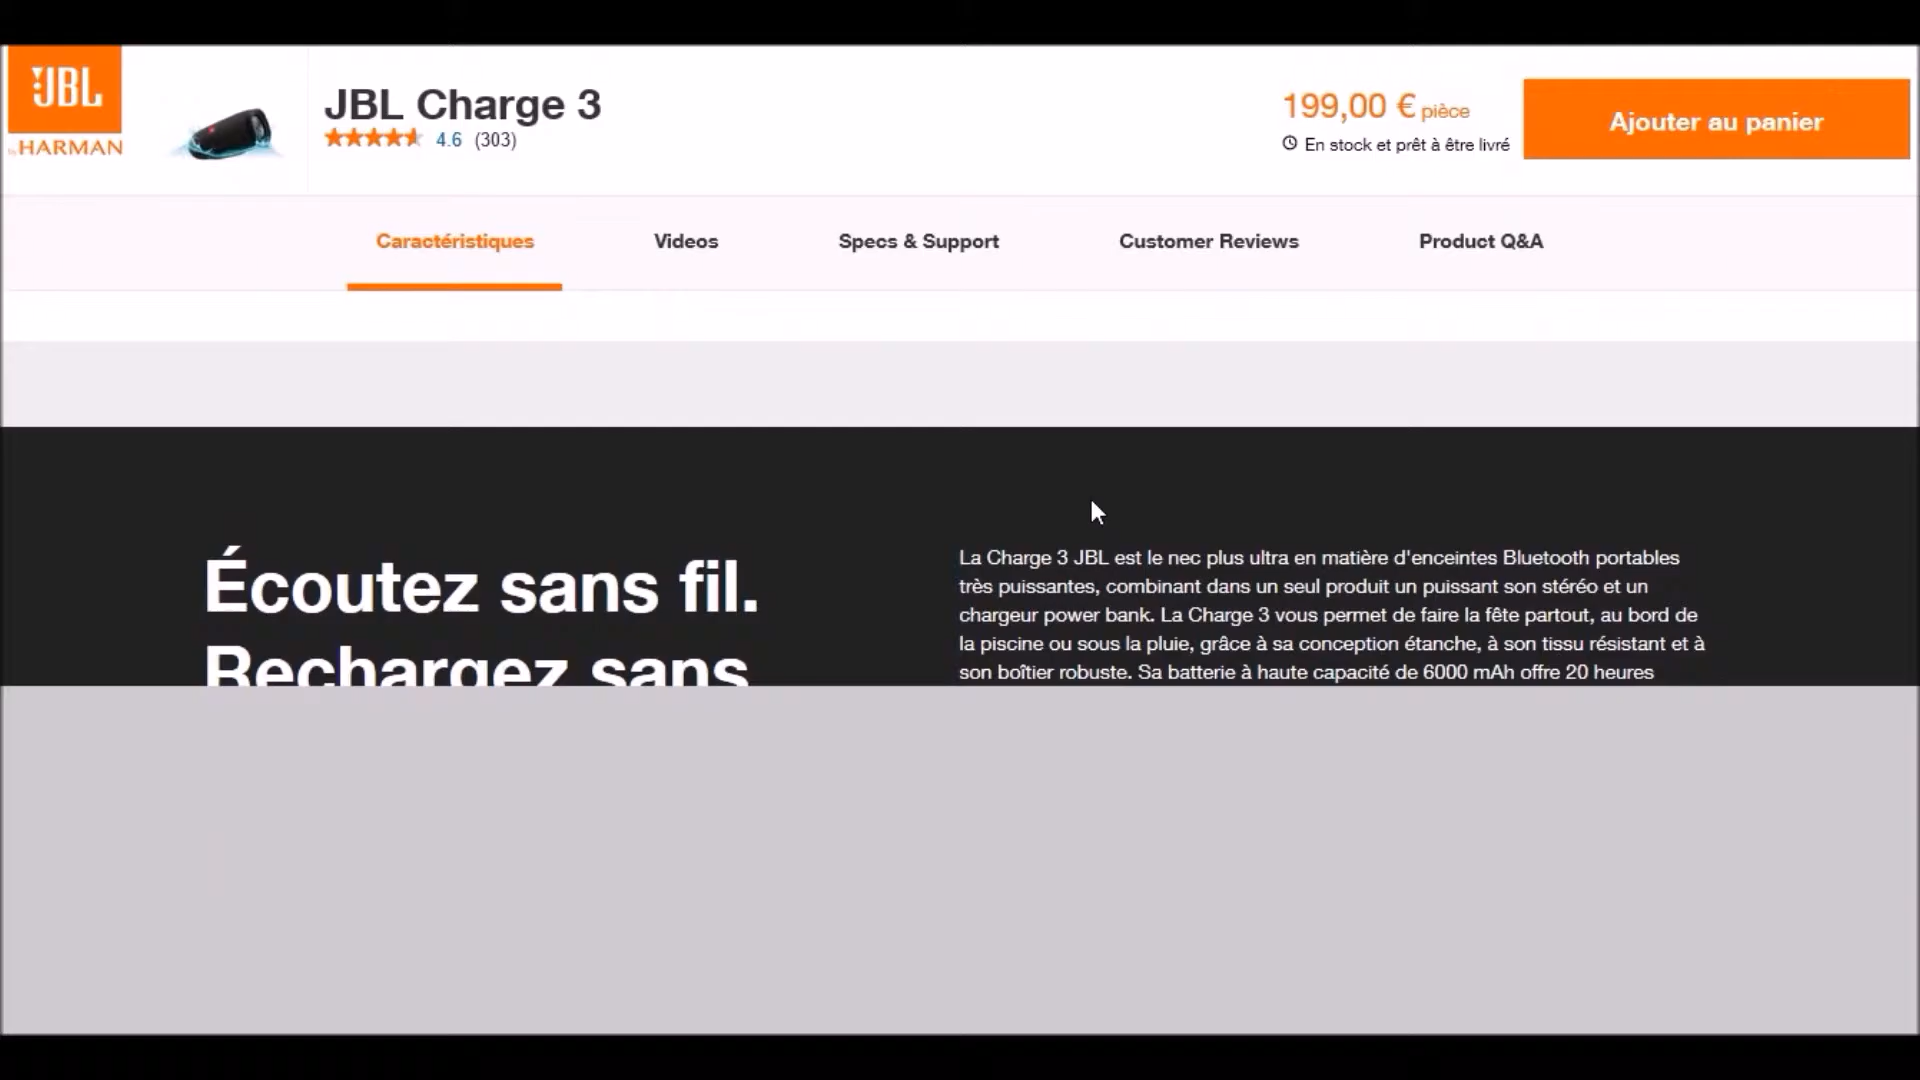 JBL
by HARMAN
JBL Charge 3
4.6 (303)
199,00 € pièce
En stock et prêt à être livré
Ajouter au panier
Caractéristiques
Videos
Specs & Support
Customer Reviews
Product Q&A
Écoutez sans fil.
Rechargez sans
La Charge 3 JBL est le nec plus ultra en matière d'enceintes Bluetooth portables
très puissantes, combinant dans un seul produit un puissant son stéréo et un
chargeur power bank. La Charge 3 vous permet de faire la fête partout, au bord de
la piscine ou sous la pluie, grâce à sa conception étanche, à son tissu résistant et à
son boîtier robuste. Sa batterie à haute capacité de 6000 mAh offre 20 heures